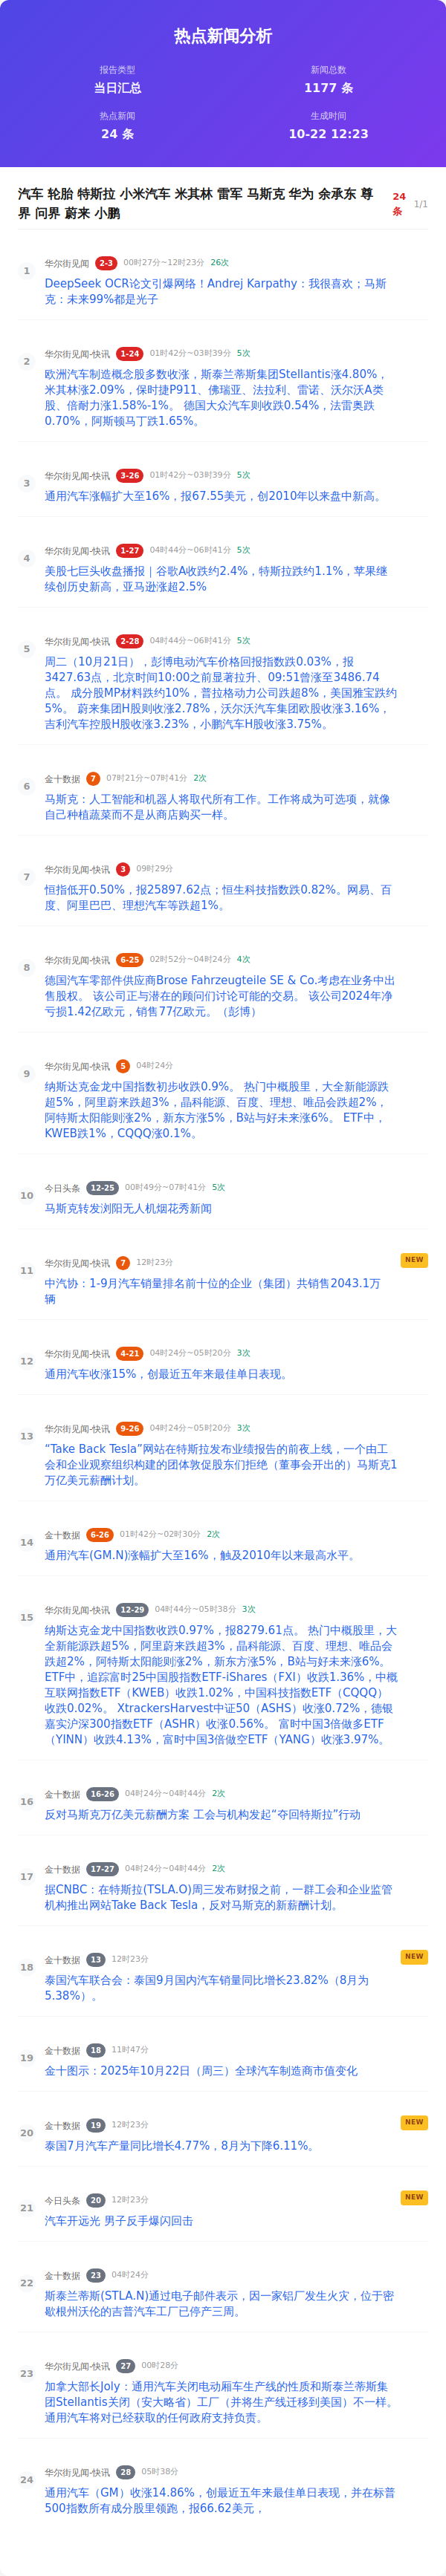 热点新闻分析
报告类型
新闻总数
当日汇总
1177 条
热点新闻
生成时间
24 条
10-22 12:23
汽车 轮胎 特斯拉 小米汽车 米其林 雷军 马斯克 华为 余承东 尊
界 问界 蔚来 小鹏
24
条
1/1
1
华尔街见闻 2-3 00时27分~12时23分 26次
DeepSeek OCR论文引爆网络！Andrej Karpathy：我很喜欢；马斯
克：未来99%都是光子
2
华尔街见闻-快讯 1-24 01时42分~03时39分 5次
欧洲汽车制造概念股多数收涨，斯泰兰蒂斯集团Stellantis涨4.80%，
米其林涨2.09%，保时捷P911、佛瑞亚、法拉利、雷诺、沃尔沃A类
股、倍耐力涨1.58%-1%。 德国大众汽车则收跌0.54%，法雷奥跌
0.70%，阿斯顿马丁跌1.65%。
3
华尔街见闻-快讯 3-26 01时42分~03时39分 5次
通用汽车涨幅扩大至16%，报67.55美元，创2010年以来盘中新高。
4
华尔街见闻-快讯 1-27 04时44分~06时41分 5次
美股七巨头收盘播报｜谷歌A收跌约2.4%，特斯拉跌约1.1%，苹果继
续创历史新高，亚马逊涨超2.5%
5
华尔街见闻-快讯 2-28 04时44分~06时41分 5次
周二（10月21日），彭博电动汽车价格回报指数跌0.03%，报
3427.63点，北京时间10:00之前显著拉升、09:51曾涨至3486.74
点。 成分股MP材料跌约10%，普拉格动力公司跌超8%，美国雅宝跌约
5%。 蔚来集团H股则收涨2.78%，沃尔沃汽车集团欧股收涨3.16%，
吉利汽车控股H股收涨3.23%，小鹏汽车H股收涨3.75%。
6
金十数据 7 07时21分~07时41分 2次
马斯克：人工智能和机器人将取代所有工作。工作将成为可选项，就像
自己种植蔬菜而不是从商店购买一样。
7
华尔街见闻-快讯 3 09时29分
恒指低开0.50%，报25897.62点；恒生科技指数跌0.82%。网易、百
度、阿里巴巴、理想汽车等跌超1%。
8
华尔街见闻-快讯 6-25 02时52分~04时24分 4次
德国汽车零部件供应商Brose Fahrzeugteile SE & Co.考虑在业务中出
售股权。 该公司正与潜在的顾问们讨论可能的交易。 该公司2024年净
亏损1.42亿欧元，销售77亿欧元。（彭博）
9
华尔街见闻-快讯 5 04时24分
纳斯达克金龙中国指数初步收跌0.9%。 热门中概股里，大全新能源跌
超5%，阿里蔚来跌超3%，晶科能源、百度、理想、唯品会跌超2%，
阿特斯太阳能则涨2%，新东方涨5%，B站与好未来涨6%。 ETF中，
KWEB跌1%，CQQQ涨0.1%。
10
今日头条 12-25 00时49分~07时41分 5次
马斯克转发浏阳无人机烟花秀新闻
11
华尔街见闻-快讯 7 12时23分
NEW
中汽协：1-9月汽车销量排名前十位的企业（集团）共销售2043.1万
辆
12
华尔街见闻-快讯 4-21 04时24分~05时20分 3次
通用汽车收涨15%，创最近五年来最佳单日表现。
13
华尔街见闻-快讯 9-26 04时24分~05时20分 3次
“Take Back Tesla”网站在特斯拉发布业绩报告的前夜上线，一个由工
会和企业观察组织构建的团体敦促股东们拒绝（董事会开出的）马斯克1
万亿美元薪酬计划。
14
金十数据 6-26 01时42分~02时30分 2次
通用汽车(GM.N)涨幅扩大至16%，触及2010年以来最高水平。
15
华尔街见闻-快讯 12-29 04时44分~05时38分 3次
纳斯达克金龙中国指数收跌0.97%，报8279.61点。 热门中概股里，大
全新能源跌超5%，阿里蔚来跌超3%，晶科能源、百度、理想、唯品会
跌超2%，阿特斯太阳能则涨2%，新东方涨5%，B站与好未来涨6%。
ETF中，追踪富时25中国股指数ETF-iShares（FXI）收跌1.36%，中概
互联网指数ETF（KWEB）收跌1.02%，中国科技指数ETF（CQQQ）
收跌0.02%。 XtrackersHarvest中证50（ASHS）收涨0.72%，德银
嘉实沪深300指数ETF（ASHR）收涨0.56%。 富时中国3倍做多ETF
（YINN）收跌4.13%，富时中国3倍做空ETF（YANG）收涨3.97%。
16
金十数据 16-26 04时24分~04时44分 2次
反对马斯克万亿美元薪酬方案 工会与机构发起“夺回特斯拉”行动
17
金十数据 17-27 04时24分~04时44分 2次
据CNBC：在特斯拉(TSLA.O)周三发布财报之前，一群工会和企业监管
机构推出网站Take Back Tesla，反对马斯克的新薪酬计划。
18
金十数据 13 12时23分
NEW
泰国汽车联合会：泰国9月国内汽车销量同比增长23.82%（8月为
5.38%）。
19
金十数据 18 11时47分
金十图示：2025年10月22日（周三）全球汽车制造商市值变化
20
金十数据 19 12时23分
NEW
泰国7月汽车产量同比增长4.77%，8月为下降6.11%。
21
今日头条 20 12时23分
NEW
汽车开远光 男子反手爆闪回击
22
金十数据 23 04时24分
斯泰兰蒂斯(STLA.N)通过电子邮件表示，因一家铝厂发生火灾，位于密
歇根州沃伦的吉普汽车工厂已停产三周。
23
华尔街见闻-快讯 27 00时28分
加拿大部长Joly：通用汽车关闭电动厢车生产线的性质和斯泰兰蒂斯集
团Stellantis关闭（安大略省）工厂（并将生产线迁移到美国）不一样。
通用汽车将对已经获取的任何政府支持负责。
24
华尔街见闻-快讯 28 05时38分
通用汽车（GM）收涨14.86%，创最近五年来最佳单日表现，并在标普
500指数所有成分股里领跑，报66.62美元，